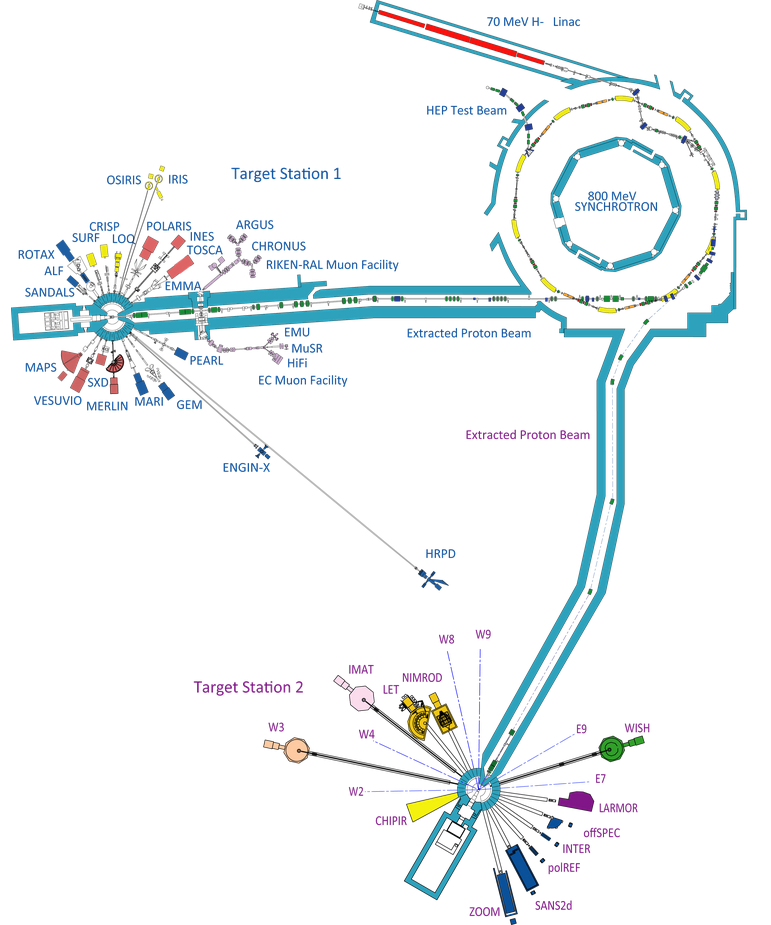 70 MeV H-   Linac
HEP Test Beam
Target Station 1
OSIRIS
IRIS
800 MeV
SYNCHROTRON
CRISP
POLARIS
ARGUS
SURF
LOQ
INES
ROTAX
TOSCA
CHRONUS
ALF
RIKEN-RAL Muon Facility
SANDALS
EMMA
Extracted Proton Beam
EMU
MuSR
PEARL
HiFi
MAPS
EC Muon Facility
SXD
VESUVIO
MERLIN
MARI
GEM
Extracted Proton Beam
ENGIN-X
HRPD
W8
W9
IMAT
NIMROD
Target Station 2
LET
W3
W4
E9
WISH
E7
W2
LARMOR
CHIPIR
offSPEC
INTER
polREF
SANS2d
ZOOM